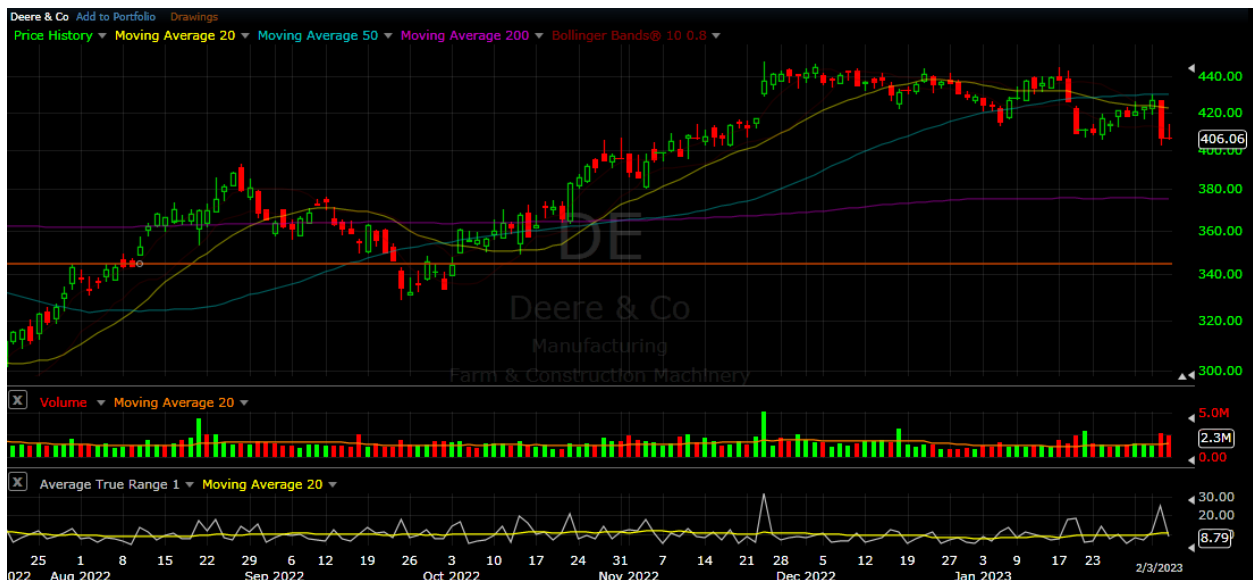 Deere & Co Add to Portfolio Drawings
Price History Moving Average 20 Moving Average 50 Moving Average 200 Bollinger Bands® 10 0.8
440.00
420.00
406.06
400.00
380.00
360.00
340.00
320.00
300.00
DE
Deere & Co
Manufacturing
Farm & Construction Machinery
X Volume Moving Average 20
5.0M
2.3M
0.00
X Average True Range 1 Moving Average 20
30.00
20.00
8.79
25 1 8 15 22 29 6 12 19 26 3 10 17 24 31 7 14 21 28 5 12 19 27 3 9 17 23
022 Aug 2022 Sep 2022 Oct 2022 Nov 2022 Dec 2022 Jan 2023 2/3/2023